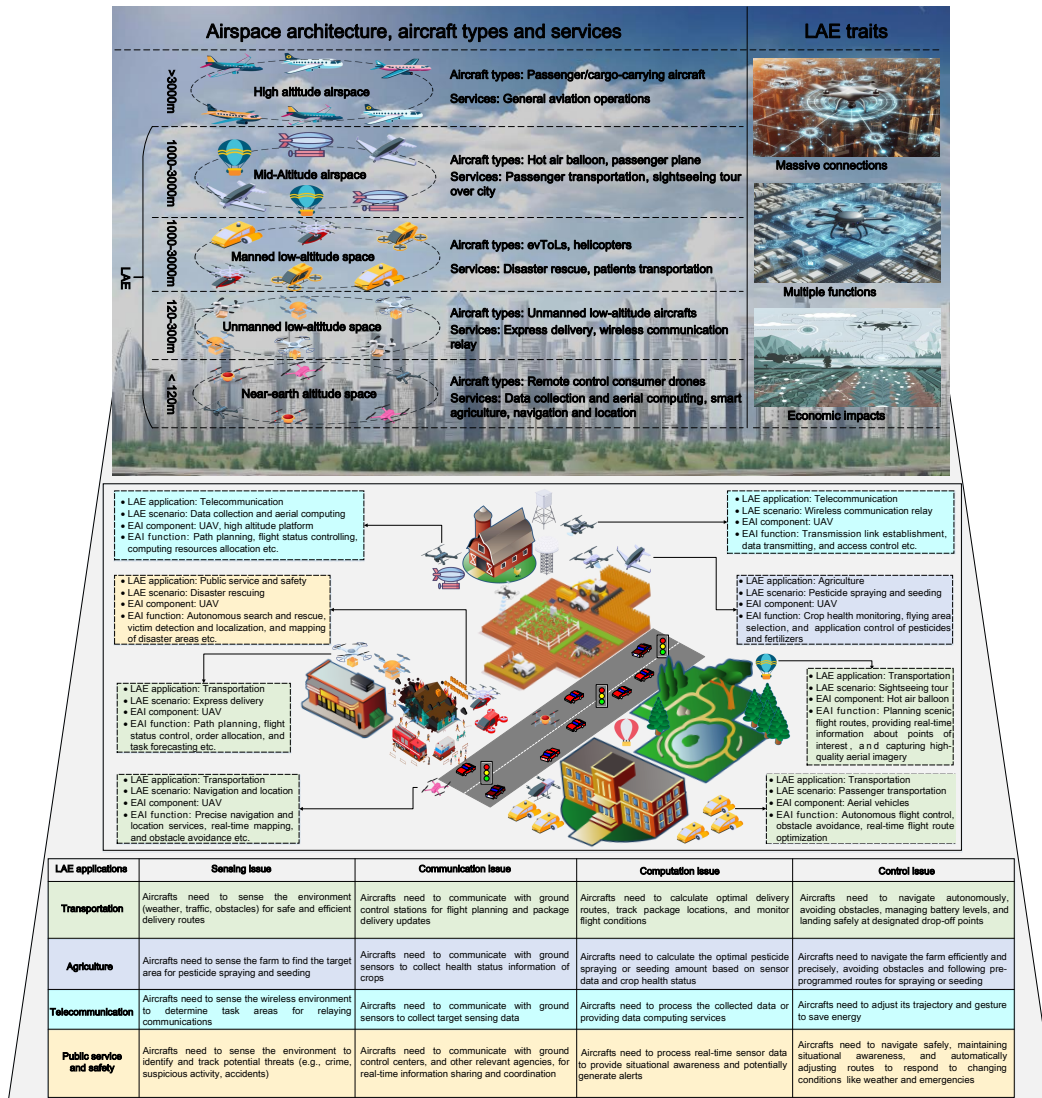 Airspace architecture, aircraft types and services
LAE traits
>3000m
High altitude airspace
Aircraft types: Passenger/cargo-carrying aircraft
Services: General aviation operations
LAE
1000-3000m
Mid-Altitude airspace
Aircraft types: Hot air balloon, passenger plane
Services: Passenger transportation, sightseeing tour
over city
1000-3000m
Manned low-altitude space
Aircraft types: evToLs, helicopters
Services: Disaster rescue, patients transportation
120-300m
Unmanned low-altitude space
Aircraft types: Unmanned low-altitude aircrafts
Services: Express delivery, wireless communication
relay
< 120m
Near-earth altitude space
Aircraft types: Remote control consumer drones
Services: Data collection and aerial computing, smart
agriculture, navigation and location
Massive connections
Multiple functions
Economic impacts
• LAE application: Telecommunication
• LAE scenario: Data collection and aerial computing
• EAI component: UAV, high altitude platform
• EAI function: Path planning, flight status controlling,
computing resources allocation etc.
• LAE application: Telecommunication
• LAE scenario: Wireless communication relay
• EAI component: UAV
• EAI function: Transmission link establishment,
data transmitting, and access control etc.
• LAE application: Public service and safety
• LAE scenario: Disaster rescuing
• EAI component: UAV
• EAI function: Autonomous search and rescue,
victim detection and localization, and mapping
of disaster areas etc.
• LAE application: Agriculture
• LAE scenario: Pesticide spraying and seeding
• EAI component: UAV
• EAI function: Crop health monitoring, flying area
selection, and application control of pesticides
and fertilizers
• LAE application: Transportation
• LAE scenario: Express delivery
• EAI component: UAV
• EAI function: Path planning, flight
status control, order allocation, and
task forecasting etc.
• LAE application: Transportation
• LAE scenario: Sightseeing tour
• EAI component: Hot air balloon
• EAI function: Planning scenic
flight routes, providing real-time
information about points of
interest, and capturing high-
quality aerial imagery
• LAE application: Transportation
• LAE scenario: Navigation and location
• EAI component: UAV
• EAI function: Precise navigation and
location services, real-time mapping,
and obstacle avoidance etc.
• LAE application: Transportation
• LAE scenario: Passenger transportation
• EAI component: Aerial vehicles
• EAI function: Autonomous flight control,
obstacle avoidance, real-time flight route
optimization
LAE applications
Sensing issue
Communication issue
Computation issue
Control issue
Transportation
Aircrafts need to sense the environment
(weather, traffic, obstacles) for safe and efficient
delivery routes
Aircrafts need to communicate with ground
control stations for flight planning and package
delivery updates
Aircrafts need to calculate optimal delivery
routes, track package locations, and monitor
flight conditions
Aircrafts need to navigate autonomously,
avoiding obstacles, managing battery levels, and
landing safely at designated drop-off points
Agriculture
Aircrafts need to sense the farm to find the target
area for pesticide spraying and seeding
Aircrafts need to communicate with ground
sensors to collect health status information of
crops
Aircrafts need to calculate the optimal pesticide
spraying or seeding amount based on sensor
data and crop health status
Aircrafts need to navigate the farm efficiently and
precisely, avoiding obstacles and following pre-
programmed routes for spraying or seeding
Telecommunication
Aircrafts need to sense the wireless environment
to determine task areas for relaying
communications
Aircrafts need to communicate with ground
sensors to collect target sensing data
Aircrafts need to process the collected data or
providing data computing services
Aircrafts need to adjust its trajectory and gesture
to save energy
Public service
and safety
Aircrafts need to sense the environment to
identify and track potential threats (e.g., crime,
suspicious activity, accidents)
Aircrafts need to communicate with ground
control centers, and other relevant agencies, for
real-time information sharing and coordination
Aircrafts need to process real-time sensor data
to provide situational awareness and potentially
generate alerts
Aircrafts need to navigate safely, maintaining
situational awareness, and automatically
adjusting routes to respond to changing
conditions like weather and emergencies